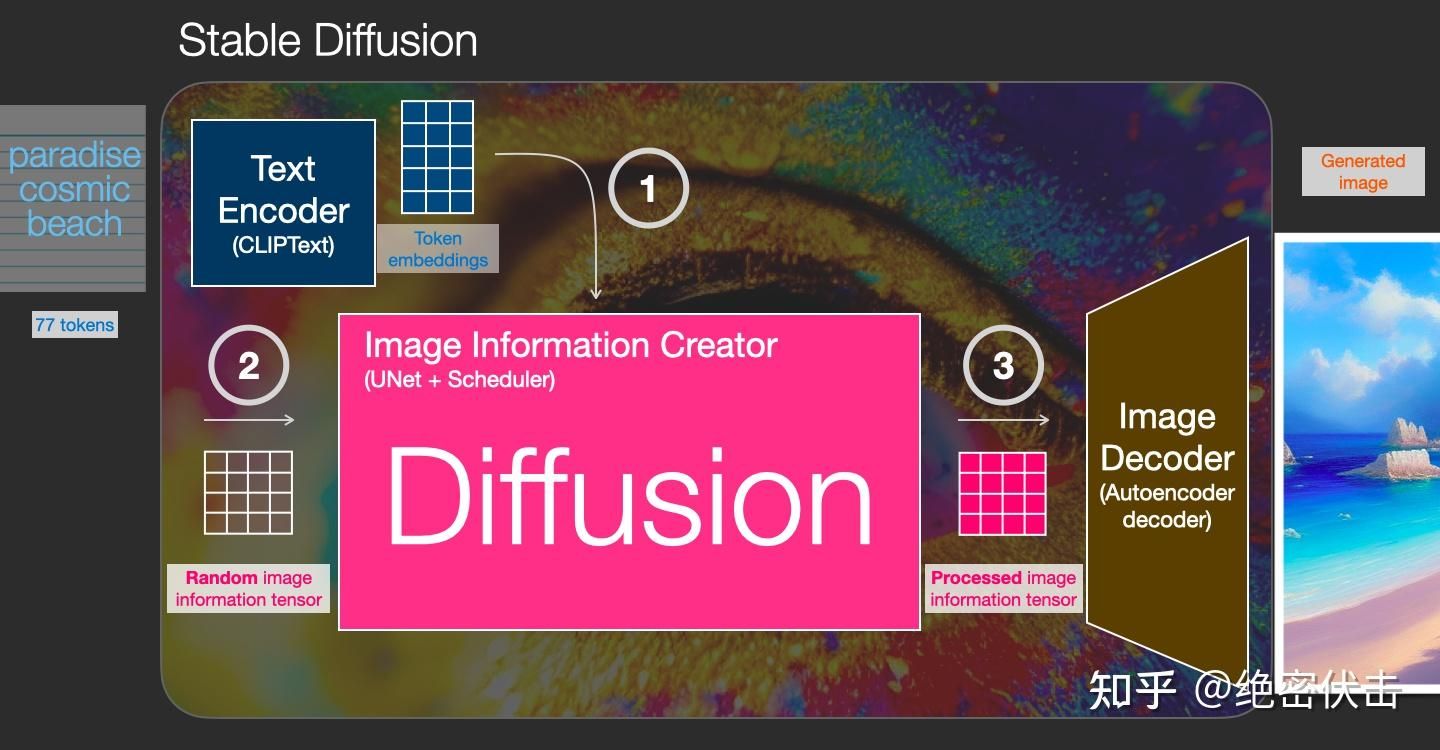 Stable Diffusion
paradise
cosmic
beach
77 tokens
Text
Encoder
(CLIPText)
Token
embeddings
1
2
Random image
information tensor
Image Information Creator
(UNet + Scheduler)
Diffusion
3
Processed image
information tensor
Image
Decoder
(Autoencoder
decoder)
Generated
image
知乎 @绝密伏击